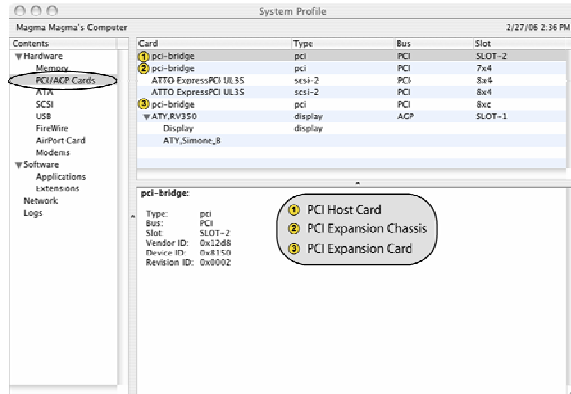 System Profile
Magma Magma's Computer 2/27/06 2:36 PM
Contents
Hardware
Memory
PCI/AGP Cards
ATA
SCSI
USB
FireWire
AirPort Card
Modems
Software
Applications
Extensions
Network
Logs
Card Type Bus Slot
1 pci-bridge pci PCI SLOT-2
2 pci-bridge pci PCI 7x4
ATTO ExpressPCI UL3S scsi-2 PCI 8x4
ATTO ExpressPCI UL3S scsi-2 PCI 8x4
3 pci-bridge pci PCI 8xc
ATY,RV350 display AGP SLOT-1
Display display
ATY,Simone_B
pci-bridge:
Type: pci
Bus: PCI
Slot: SLOT-2
Vendor ID: 0x12d8
Device ID: 0x8150
Revision ID: 0x0002
1 PCI Host Card
2 PCI Expansion Chassis
3 PCI Expansion Card